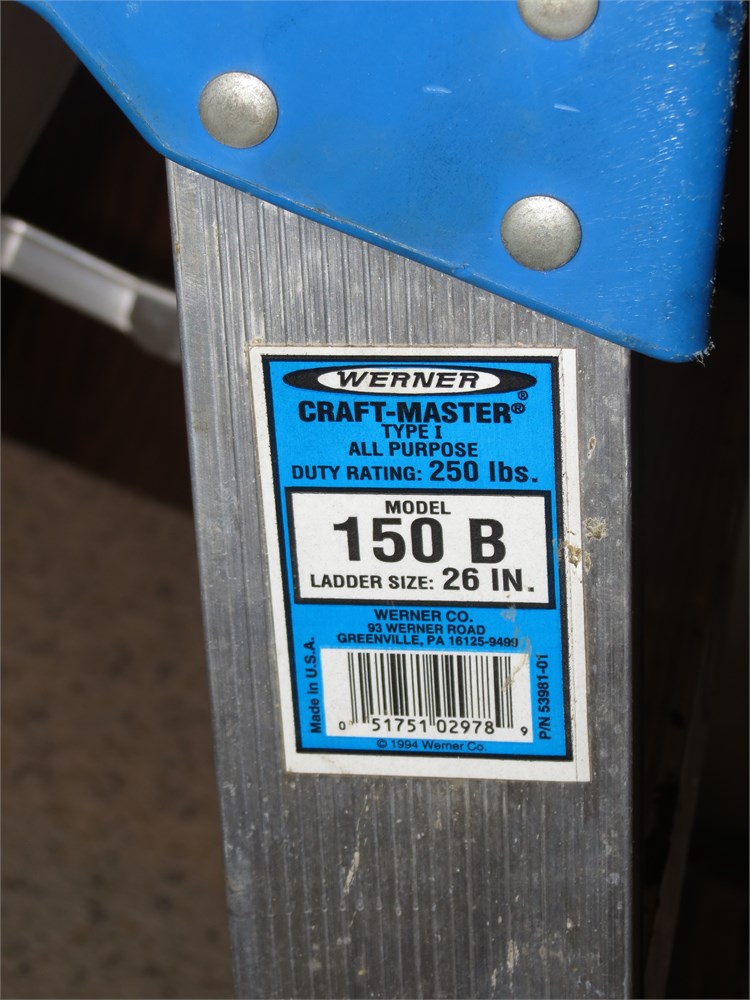 WERNER®
CRAFT-MASTER®
TYPE I
ALL PURPOSE
DUTY RATING: 250 lbs.
MODEL
150 B
LADDER SIZE: 26 IN.
WERNER CO.
93 WERNER ROAD
GREENVILLE, PA 16125-9499
Made in U.S.A.
0 51751 02978 9
P/N 53981-01
© 1994 Werner Co.